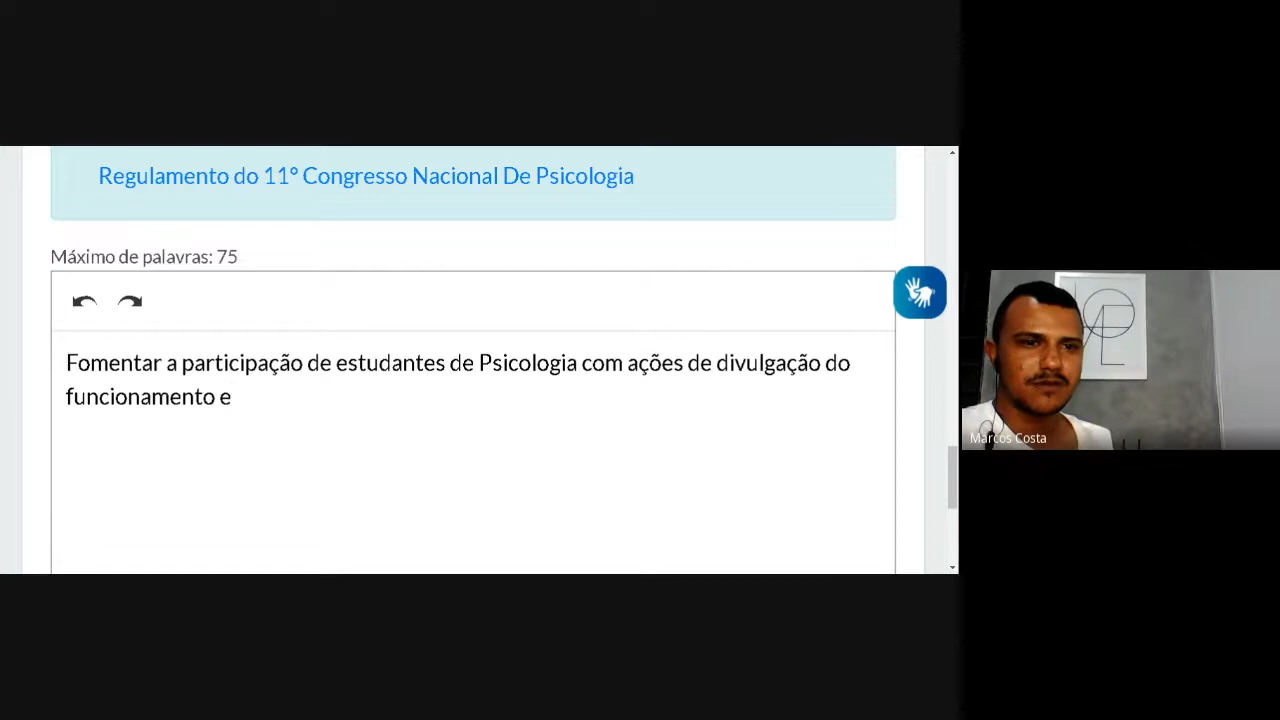 Regulamento do 11º Congresso Nacional De Psicologia
Máximo de palavras: 75
Fomentar a participação de estudantes de Psicologia com ações de divulgação do
funcionamento e
Marcos Costa